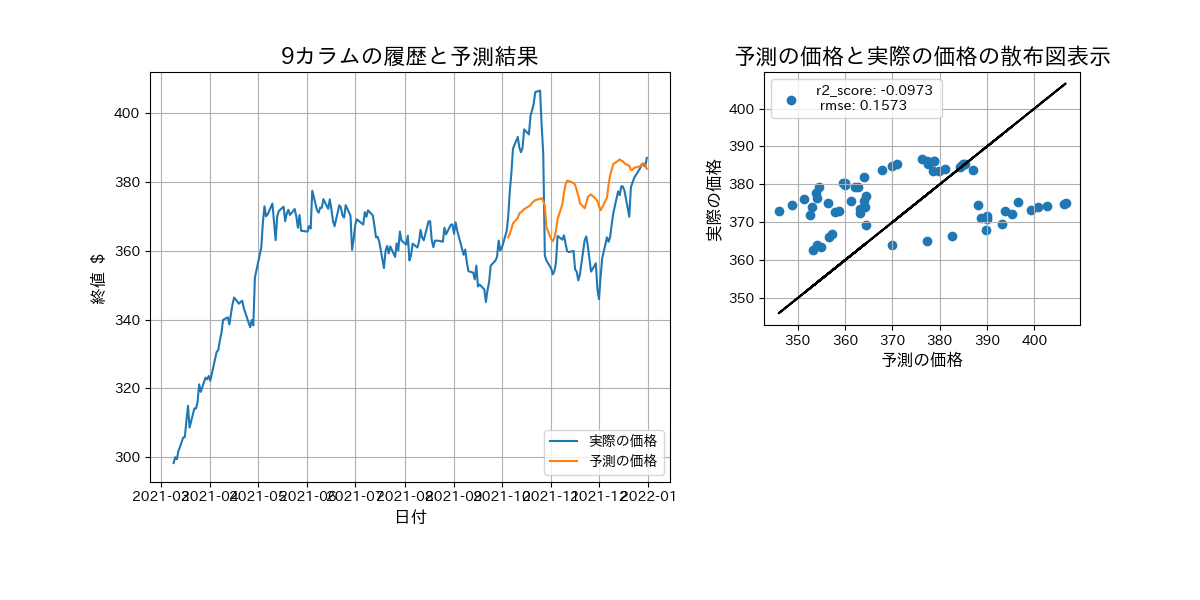 9カラムの履歴と予測結果
終値 $
400
380
360
340
320
300
2021-03 2021-04 2021-05 2021-06 2021-07 2021-08 2021-09 2021-10 2021-11 2021-12 2022-01
日付
実際の価格
予測の価格
予測の価格と実際の価格の散布図表示
r2_score: -0.0973
rmse: 0.1573
実際の価格
400
390
380
370
360
350
350 360 370 380 390 400
予測の価格